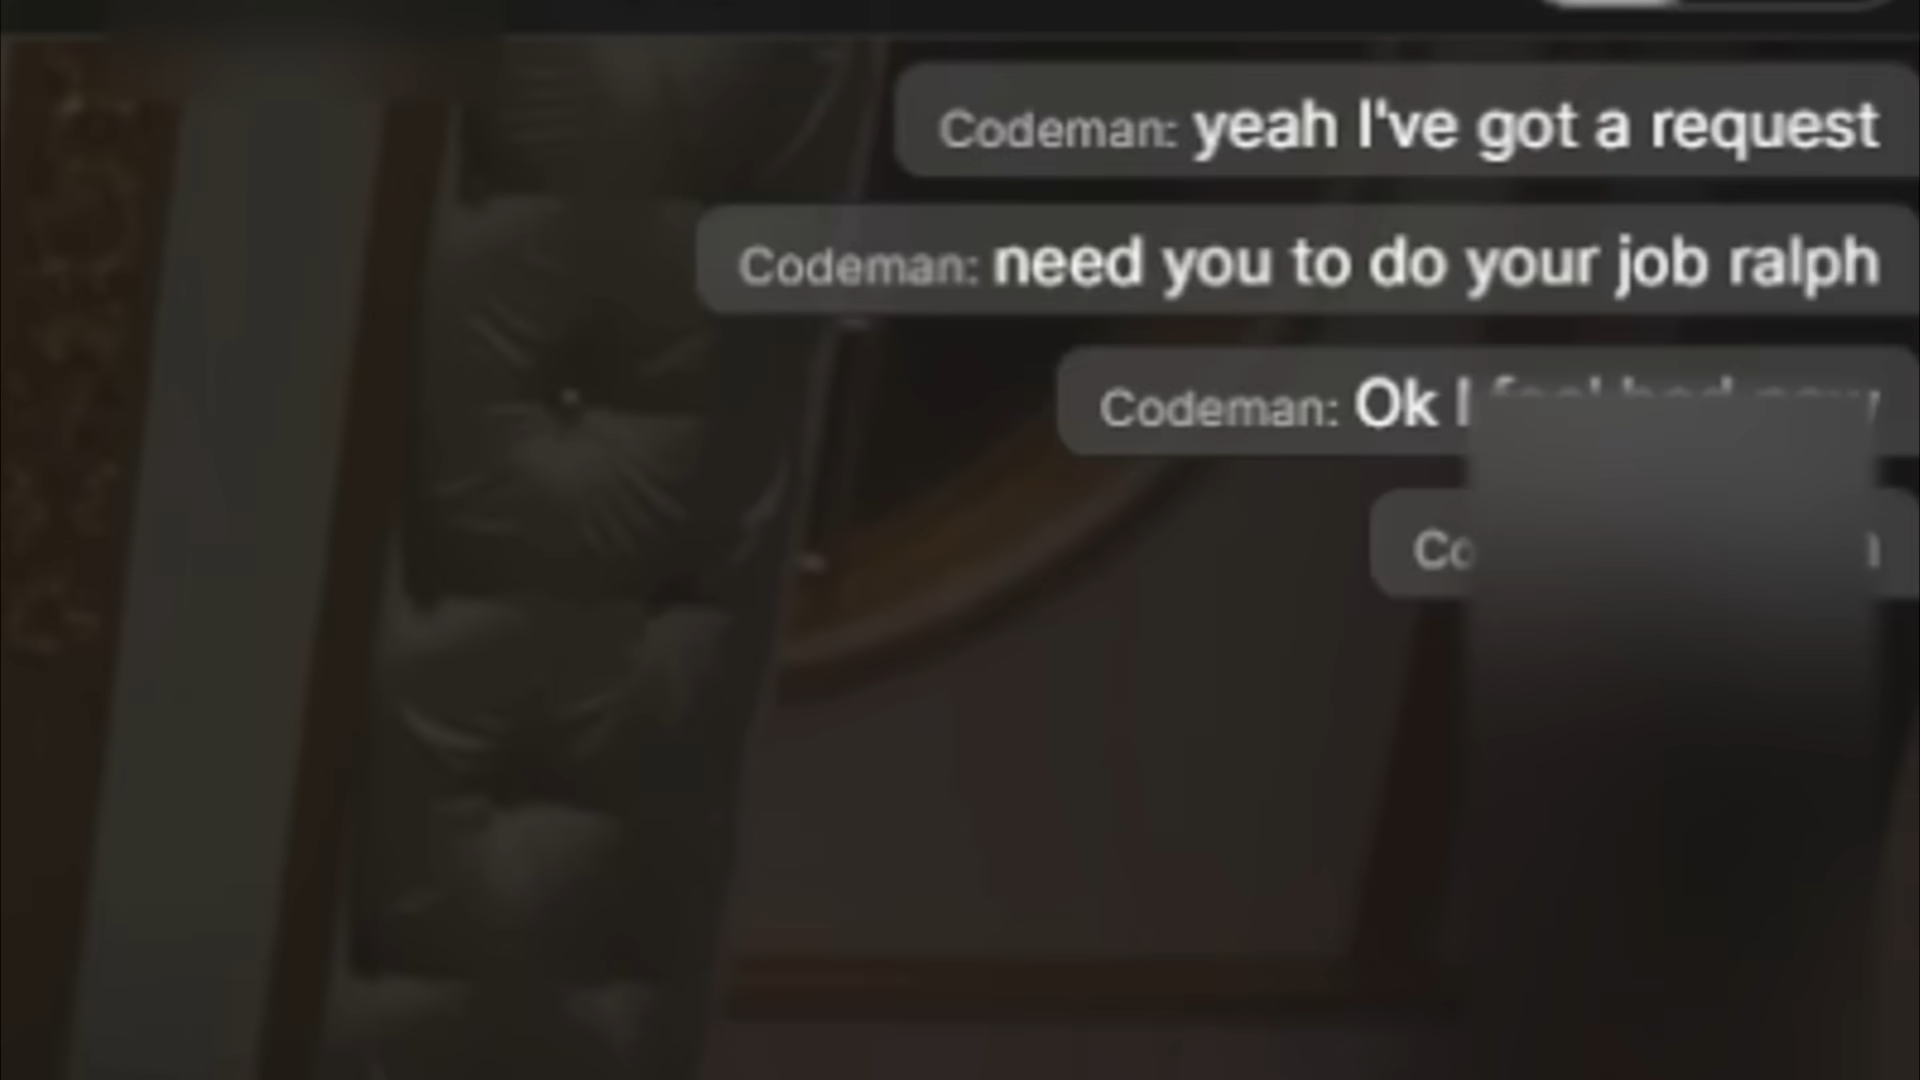 Codeman: yeah I've got a request
Codeman: need you to do your job ralph
Codeman: Ok I